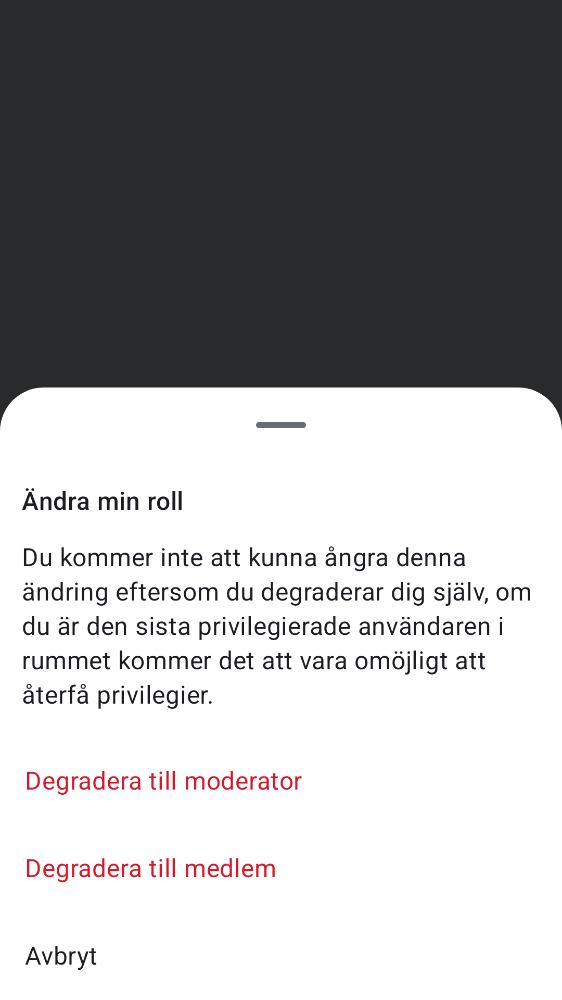 Ändra min roll
Du kommer inte att kunna ångra denna
ändring eftersom du degraderar dig själv, om
du är den sista privilegierade användaren i
rummet kommer det att vara omöjligt att
återfå privilegier.
Degradera till moderator
Degradera till medlem
Avbryt